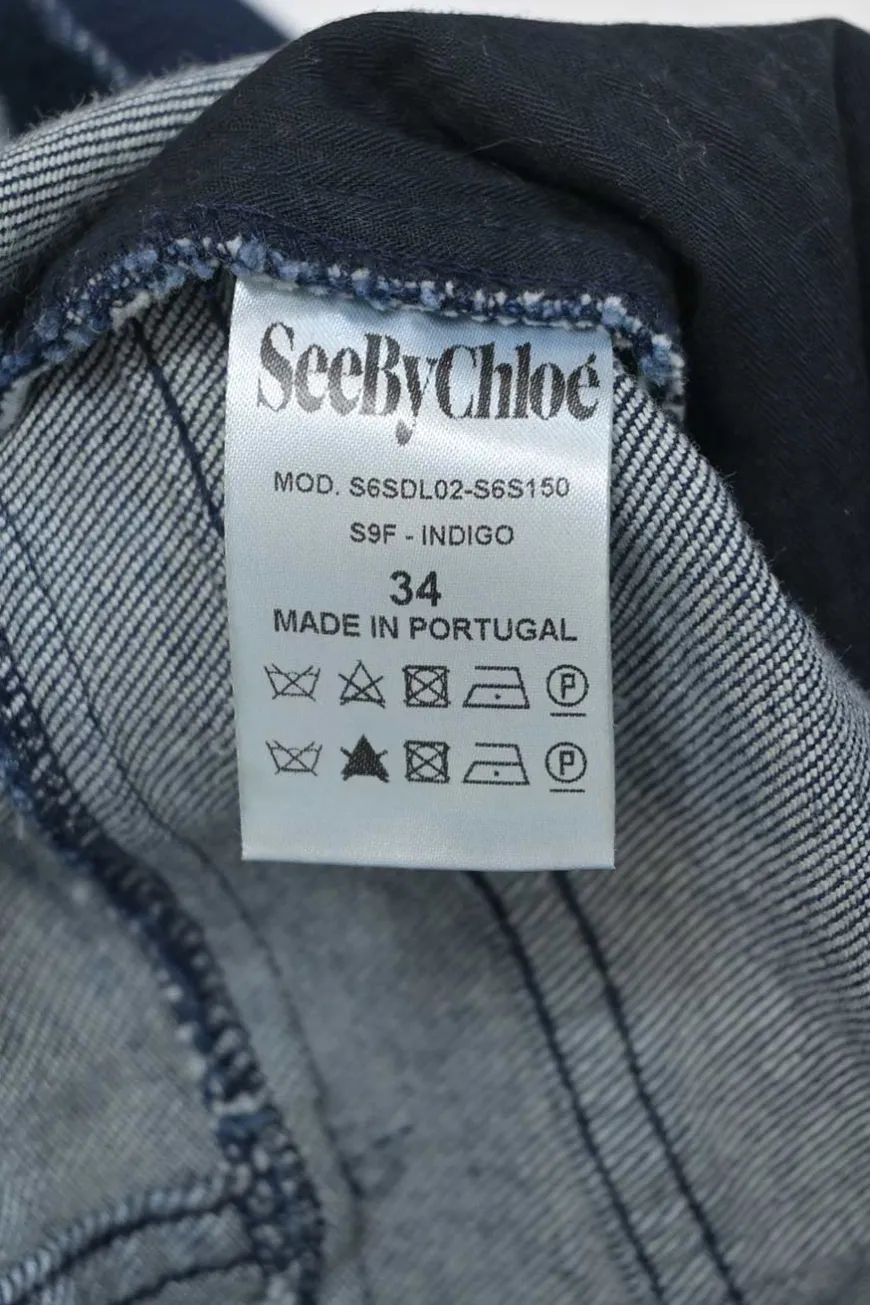 SeeByChloé
MOD. S6SDL02-S6S150
S9F - INDIGO
34
MADE IN PORTUGAL
P
P